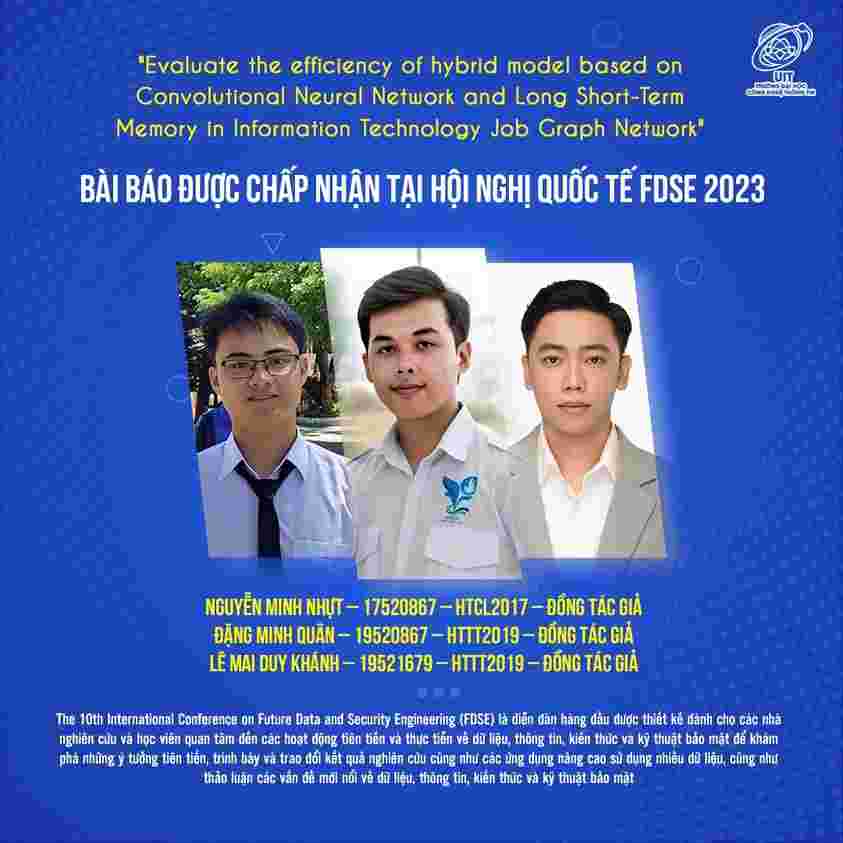 "Evaluate the efficiency of hybrid model based on
Convolutional Neural Network and Long Short-Term
Memory in Information Technology Job Graph Network"
UIT
TRƯỜNG ĐẠI HỌC
CÔNG NGHỆ THÔNG TIN
BÀI BÁO ĐƯỢC CHẤP NHẬN TẠI HỘI NGHỊ QUỐC TẾ FDSE 2023
NGUYỄN MINH NHỰT – 17520867 – HTCL2017 – ĐỒNG TÁC GIẢ
ĐẶNG MINH QUÂN – 19520867 – HTTT2019 – ĐỒNG TÁC GIẢ
LÊ MAI DUY KHÁNH – 19521679 – HTTT2019 – ĐỒNG TÁC GIẢ
The 10th International Conference on Future Data and Security Engineering (FDSE) là diễn đàn hàng đầu được thiết kế dành cho các nhà
nghiên cứu và học viên quan tâm đến các hoạt động tiên tiến và thực tiễn về dữ liệu, thông tin, kiến thức và kỹ thuật bảo mật để khám
phá những ý tưởng tiên tiến, trình bày và trao đổi kết quả nghiên cứu cũng như các ứng dụng nâng cao sử dụng nhiều dữ liệu, cũng như
thảo luận các vấn đề mới nổi về dữ liệu, thông tin, kiến thức và kỹ thuật bảo mật